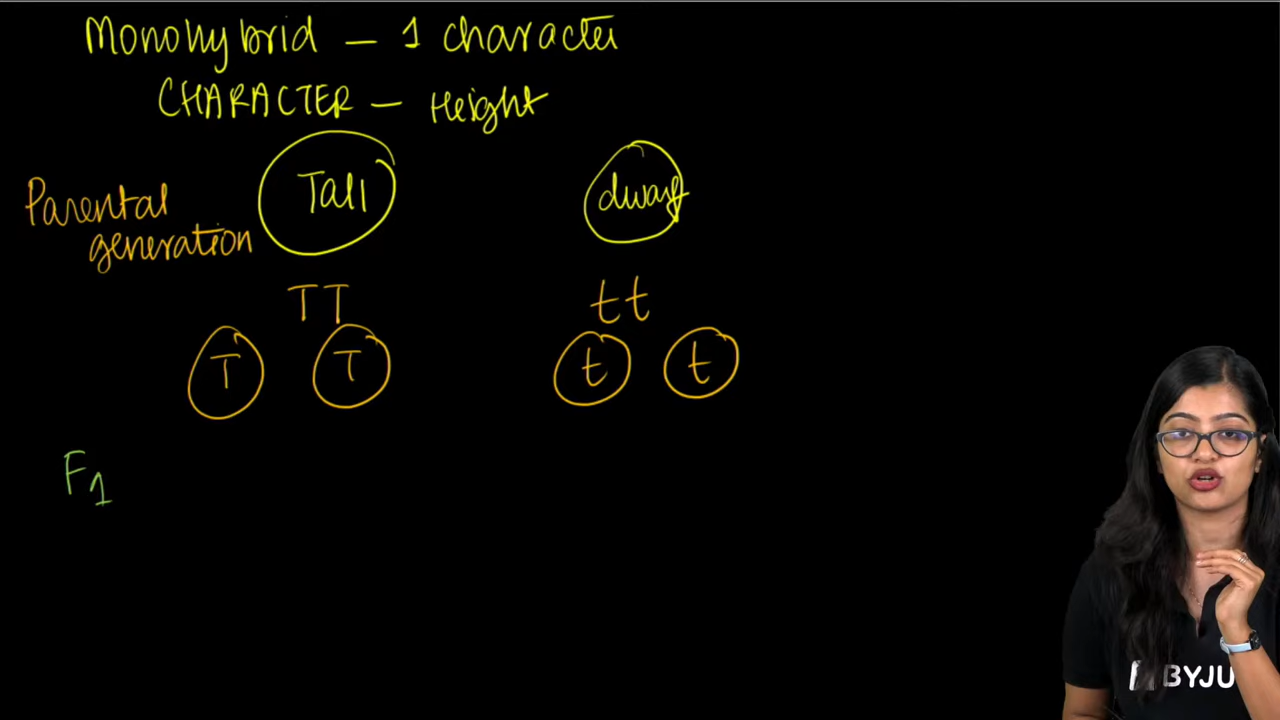 Monohybrid — 1 character
CHARACTER — Height
Parental generation
Tall dwarf
TT tt
T T t t
F1
BYJU